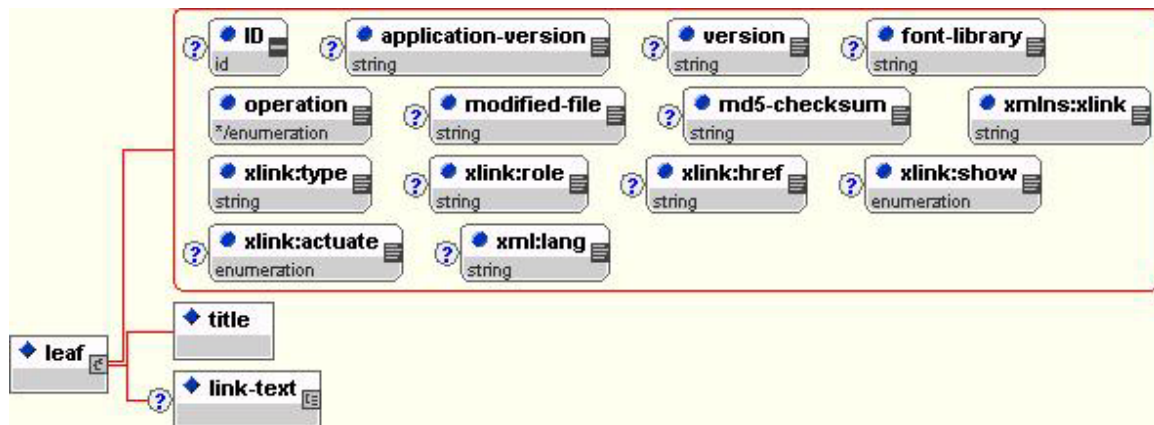 ? ID ? application-version ? version ? font-library
id string string string
operation ? modified-file ? md5-checksum xmlns:xlink
*/enumeration string string string
xlink:type ? xlink:role ? xlink:href ? xlink:show
string string string enumeration
? xlink:actuate ? xml:lang
enumeration string
title
leaf
? link-text